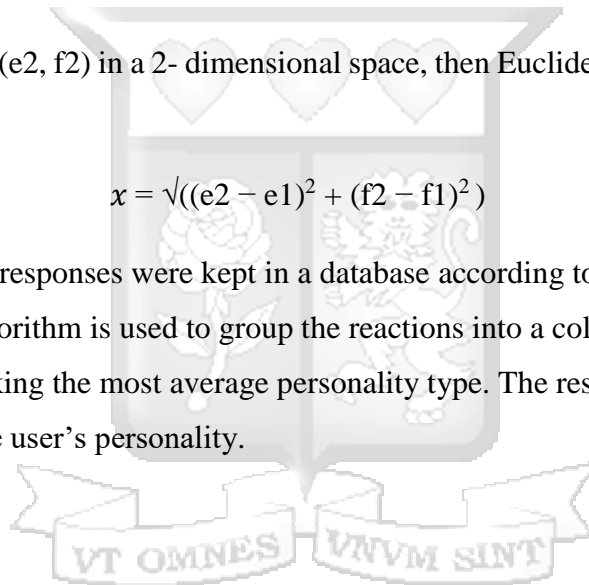 (e2, f2) in a 2- dimensional space, then Euclide
x = √((e2 − e1)² + (f2 − f1)² )
responses were kept in a database according to
orithm is used to group the reactions into a col
king the most average personality type. The res
e user’s personality.
VT OMNES VNVM SINT